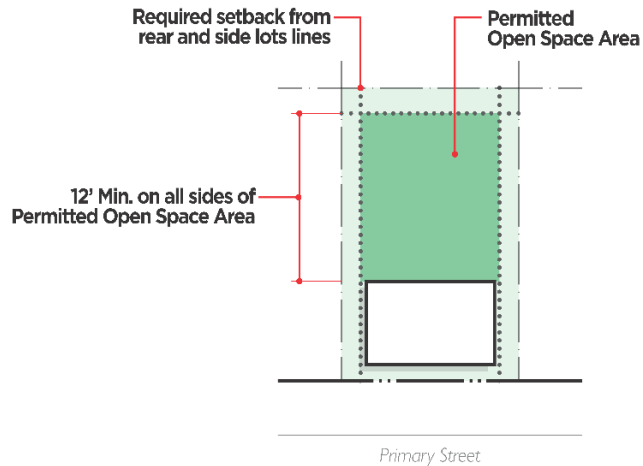 Required setback from
rear and side lots lines
Permitted
Open Space Area
12' Min. on all sides of
Permitted Open Space Area
Primary Street